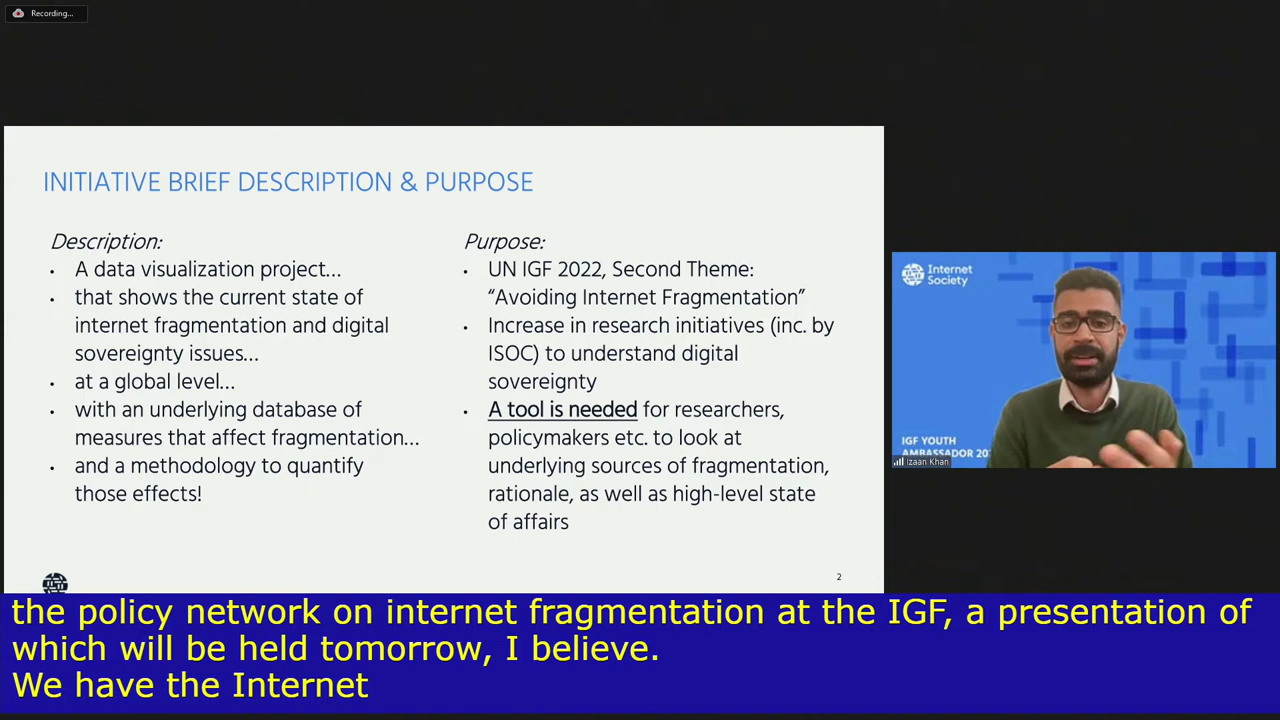 Recording...
INITIATIVE BRIEF DESCRIPTION & PURPOSE
Description:
• A data visualization project...
• that shows the current state of
internet fragmentation and digital
sovereignty issues...
• at a global level...
• with an underlying database of
measures that affect fragmentation...
• and a methodology to quantify
those effects!
Purpose:
• UN IGF 2022, Second Theme:
“Avoiding Internet Fragmentation”
• Increase in research initiatives (inc. by
ISOC) to understand digital
sovereignty
• A tool is needed for researchers,
policymakers etc. to look at
underlying sources of fragmentation,
rationale, as well as high-level state
of affairs
2
Internet
Society
IGF YOUTH
AMBASSADOR
Izaan Khan
the policy network on internet fragmentation at the IGF, a presentation of
which will be held tomorrow, I believe.
We have the Internet